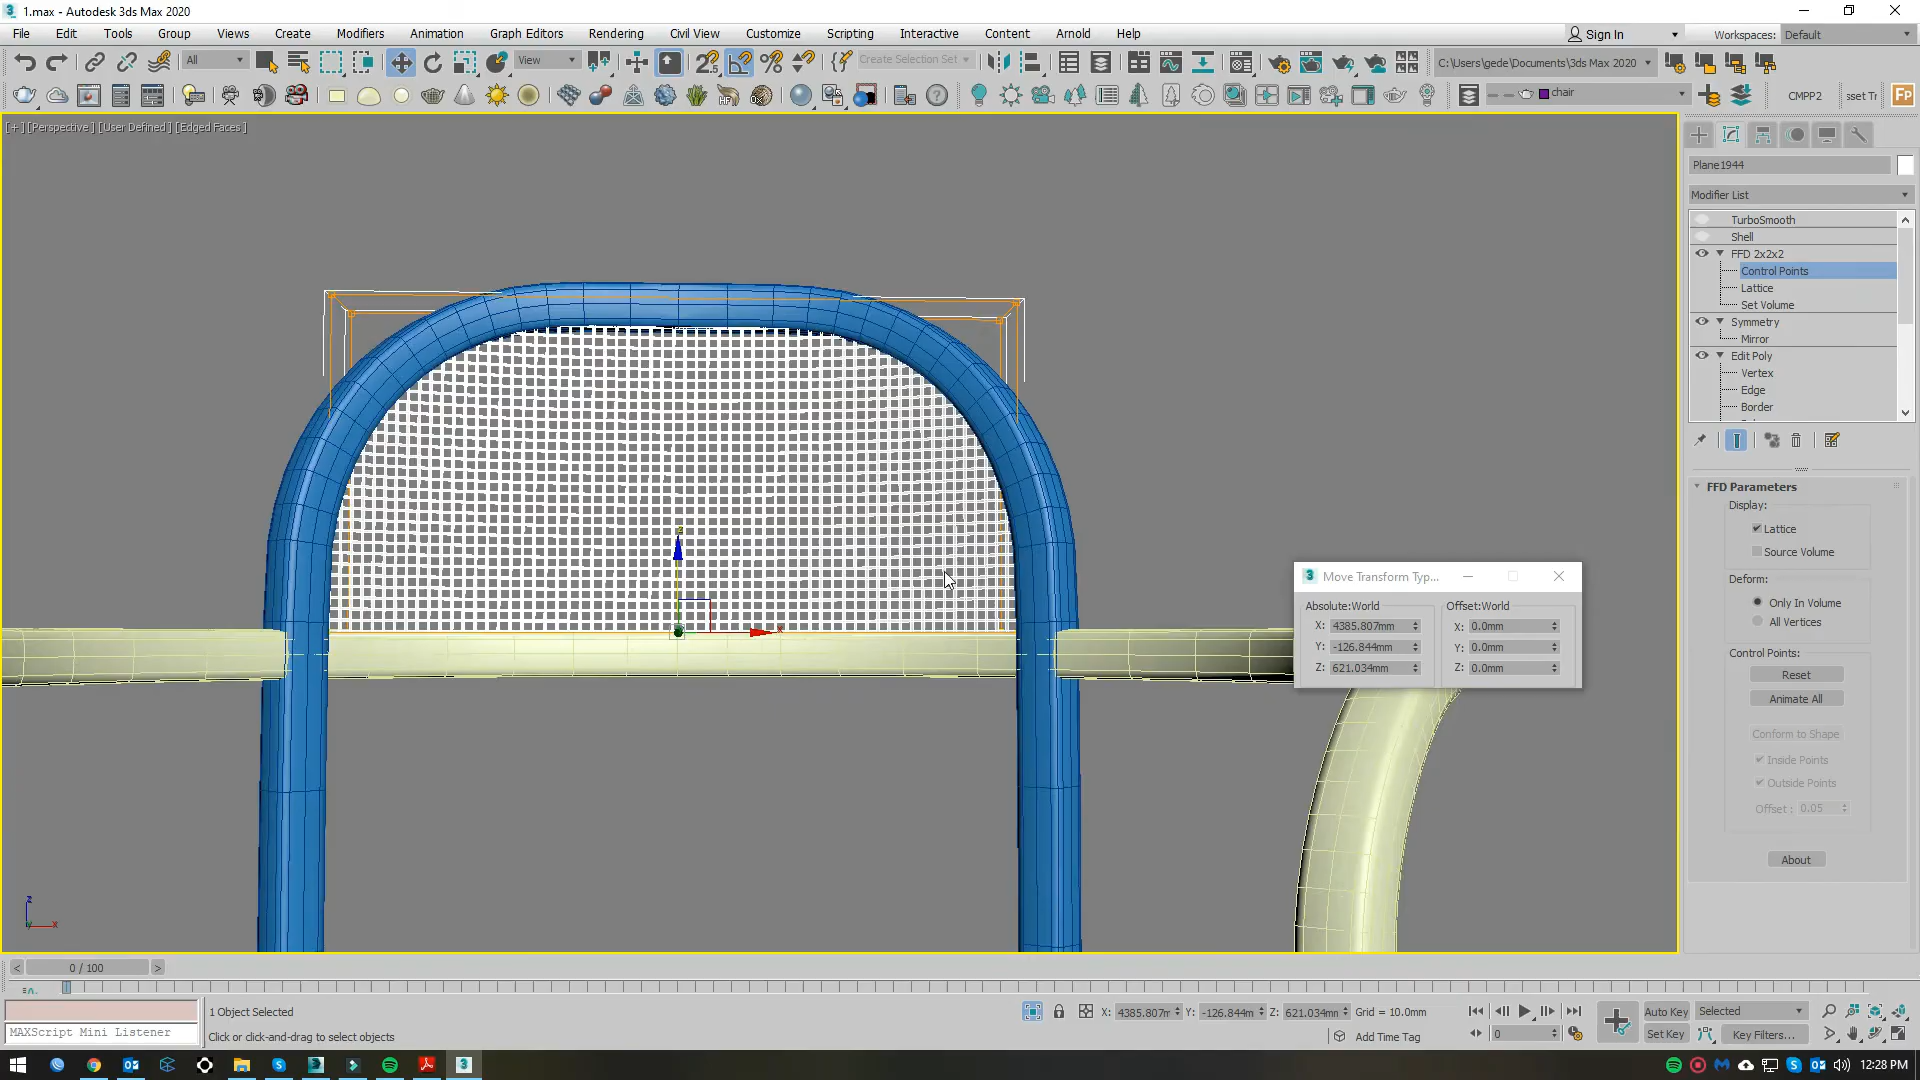 1.max - Autodesk 3ds Max 2020
File Edit Tools Group Views Create Modifiers Animation Graph Editors Rendering Civil View Customize Scripting Interactive Content Arnold Help
Sign In
Workspaces: Default
All
View
Create Selection Set
C:\Users\gede\Documents\3ds Max 2020
chair
CMPP2
sset Tr
[+] [Perspective] [User Defined] [Edged Faces]
Plane1944
Modifier List
TurboSmooth
Shell
FFD 2x2x2
Control Points
Lattice
Set Volume
Symmetry
Mirror
Edit Poly
Vertex
Edge
Border
FFD Parameters
Display:
Lattice
Source Volume
Deform:
Only In Volume
All Vertices
Control Points:
Reset
Animate All
Conform to Shape
Inside Points
Outside Points
Offset: 0.05
About
Move Transform Typ...
Absolute:World
X: 4385.807mm
Y: -126.844mm
Z: 621.034mm
Offset:World
X: 0.0mm
Y: 0.0mm
Z: 0.0mm
0 / 100
1 Object Selected
Click or click-and-drag to select objects
MAXScript Mini Listener
X: 4385.807m Y: -126.844m Z: 621.034mm Grid = 10.0mm
Add Time Tag
0
Auto Key
Selected
Set Key
Key Filters...
12:28 PM